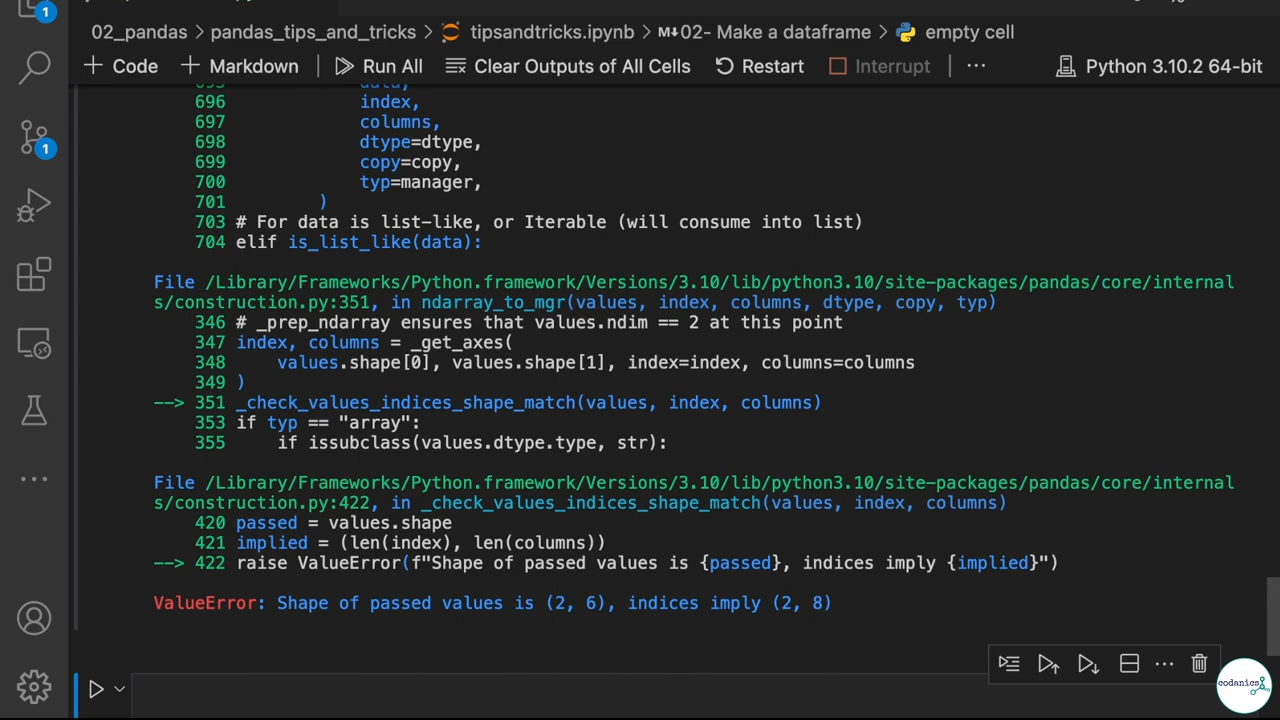 1
02_pandas > pandas_tips_and_tricks > tipsandtricks.ipynb > M↓02- Make a dataframe > empty cell
+ Code + Markdown | Run All Clear Outputs of All Cells Restart Interrupt | ··· Python 3.10.2 64-bit
695 data,
696 index,
697 columns,
1
698 dtype=dtype,
699 copy=copy,
700 typ=manager,
701 )
703 # For data is list-like, or Iterable (will consume into list)
704 elif is_list_like(data):
File /Library/Frameworks/Python.framework/Versions/3.10/lib/python3.10/site-packages/pandas/core/internal
s/construction.py:351, in ndarray_to_mgr(values, index, columns, dtype, copy, typ)
346 # _prep_ndarray ensures that values.ndim == 2 at this point
347 index, columns = _get_axes(
348 values.shape[0], values.shape[1], index=index, columns=columns
349 )
--> 351 _check_values_indices_shape_match(values, index, columns)
353 if typ == "array":
355 if issubclass(values.dtype.type, str):
File /Library/Frameworks/Python.framework/Versions/3.10/lib/python3.10/site-packages/pandas/core/internal
s/construction.py:422, in _check_values_indices_shape_match(values, index, columns)
420 passed = values.shape
421 implied = (len(index), len(columns))
--> 422 raise ValueError(f"Shape of passed values is {passed}, indices imply {implied}")
ValueError: Shape of passed values is (2, 6), indices imply (2, 8)
codanics